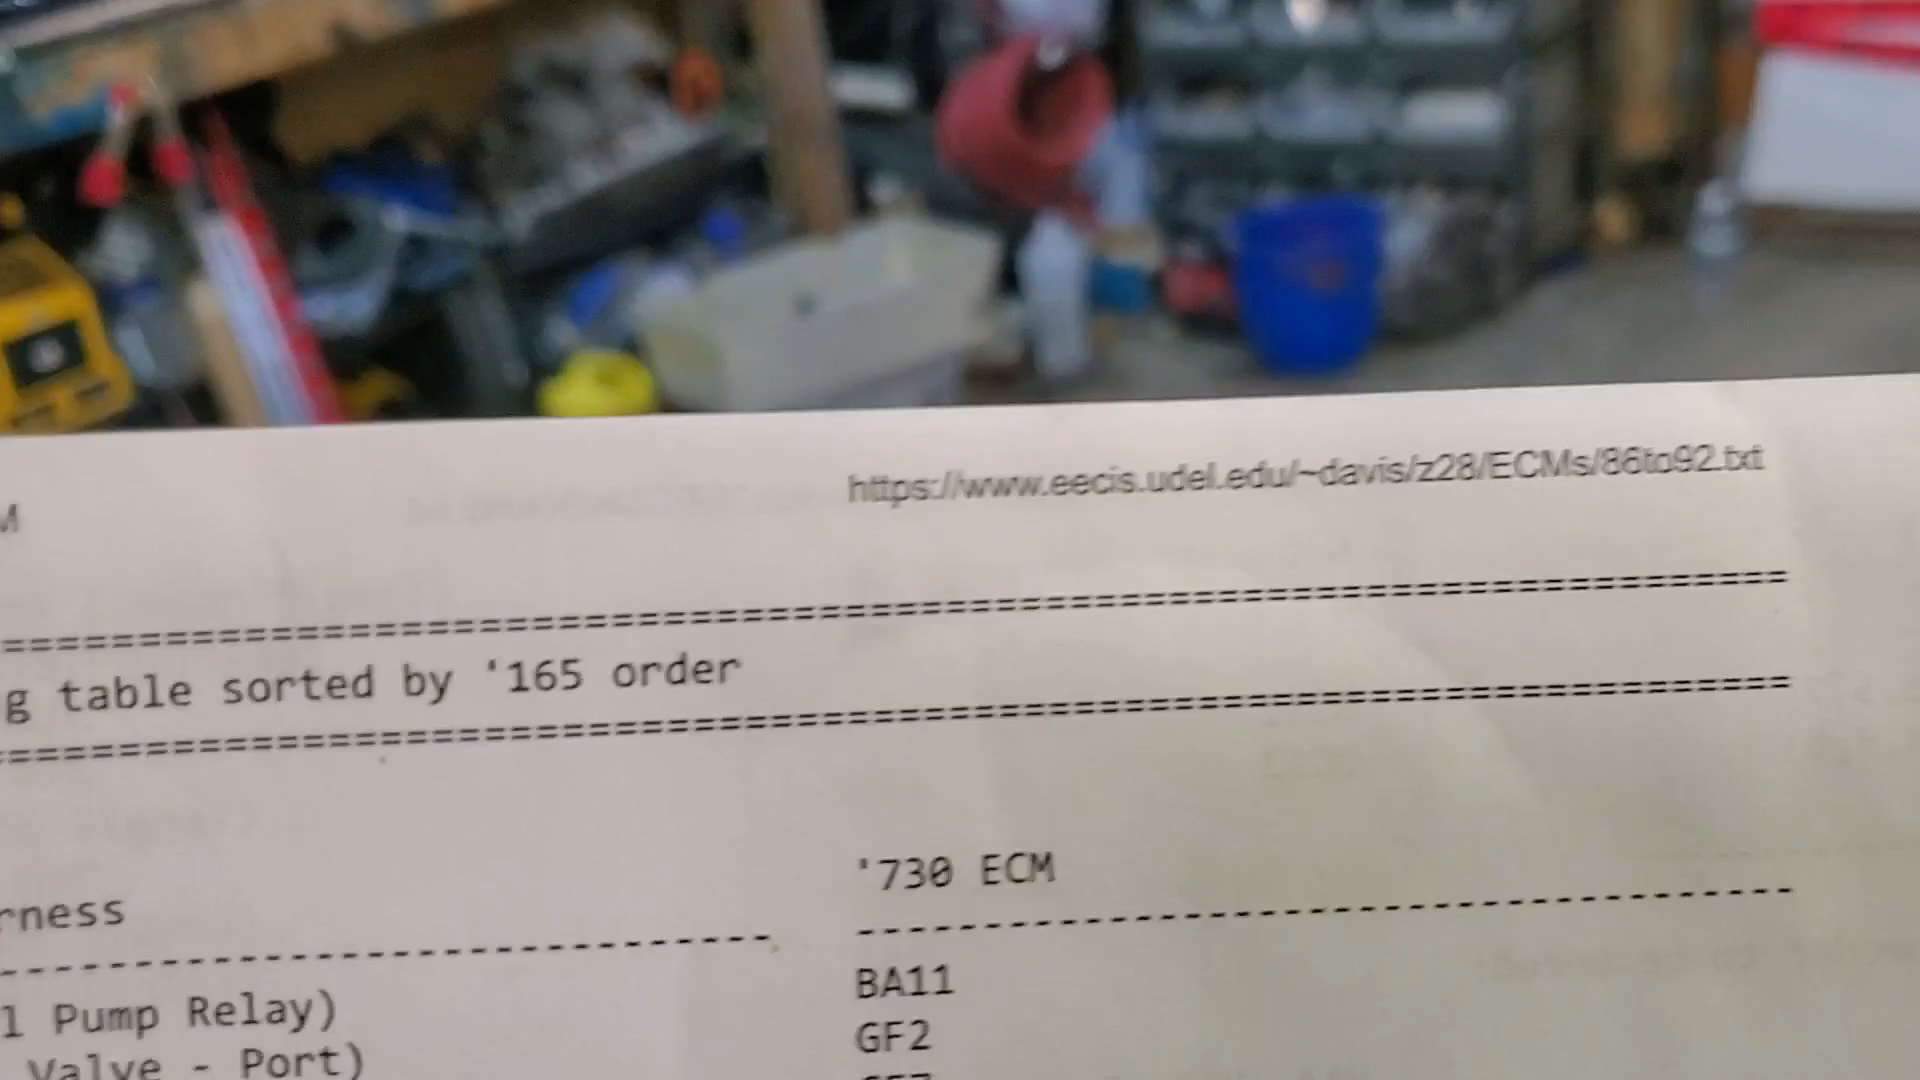 M
https://www.eecis.udel.edu/~davis/z28/ECMs/86to92.txt
==================================================================
g table sorted by '165 order
==================================================================
rness
'730 ECM
-----------------------------
-----------------------------------
l Pump Relay)
BA11
Valve - Port)
GF2